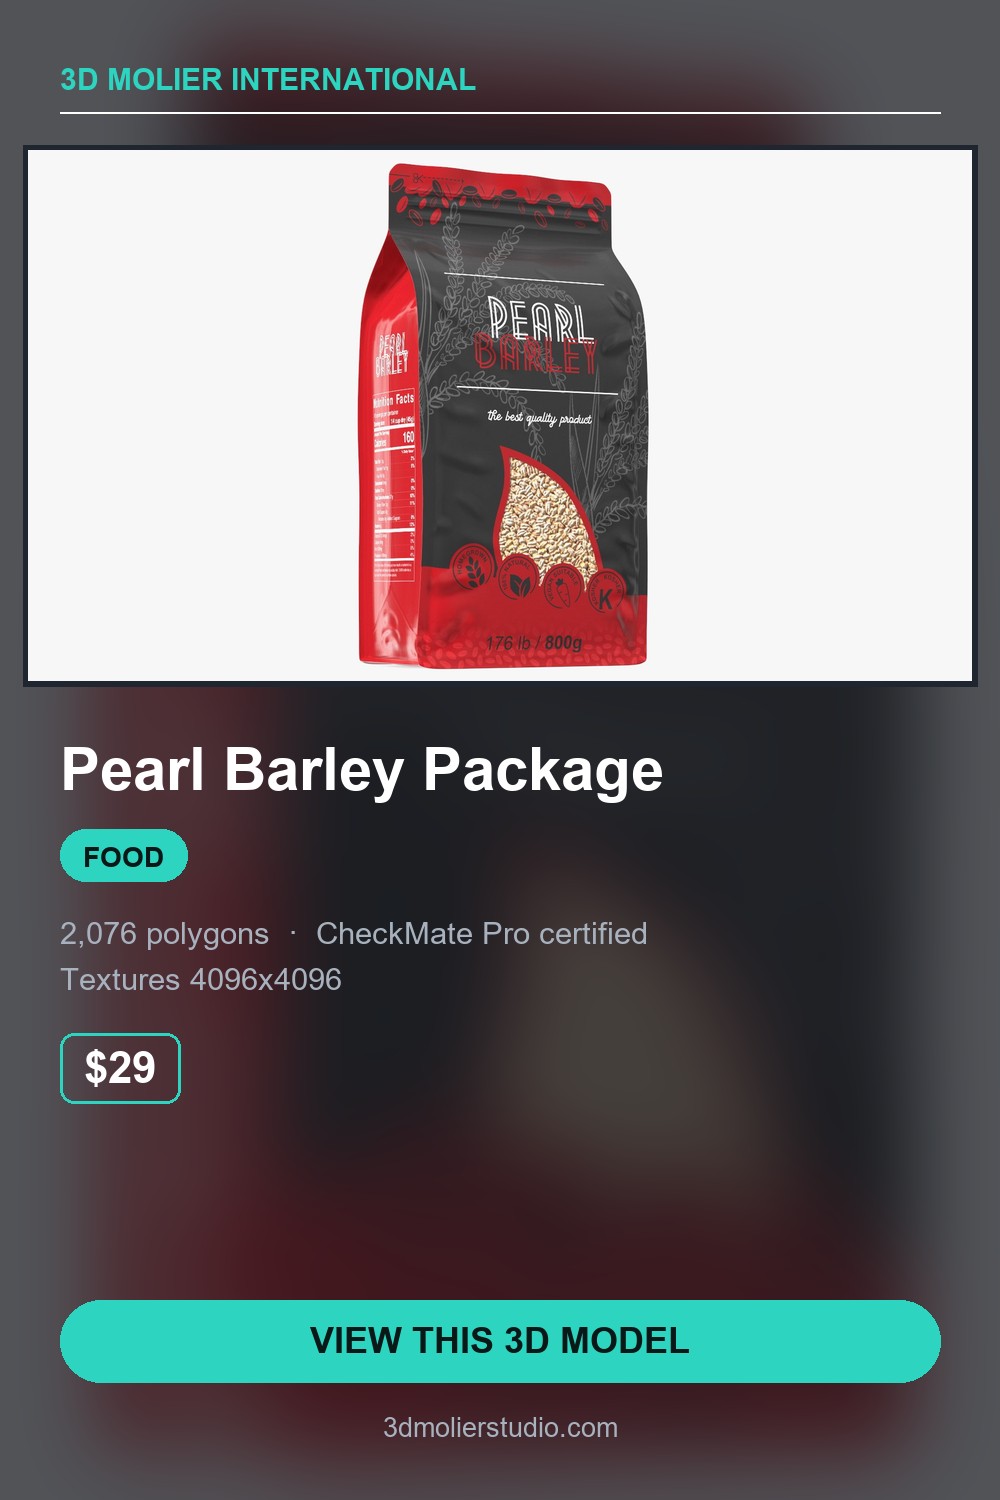 3D MOLIER INTERNATIONAL
PEARL
BARLEY
the best quality product
PEARL
BARLEY
Nutrition Facts
Calories 160
K
176 lb / 800g
Pearl Barley Package
FOOD
2,076 polygons · CheckMate Pro certified
Textures 4096x4096
$29
VIEW THIS 3D MODEL
3dmolierstudio.com